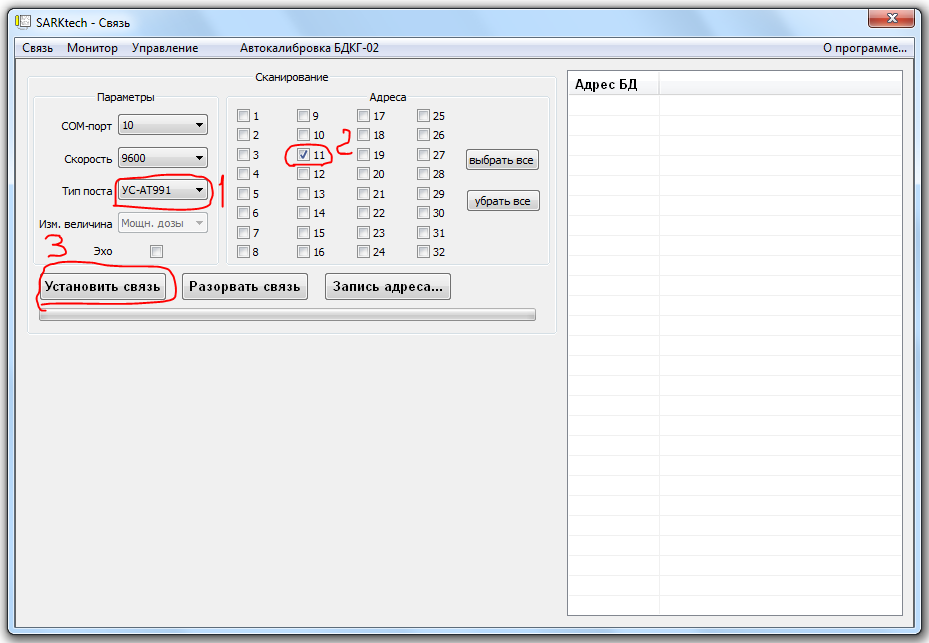 SARKtech - Связь
Связь Монитор Управление Автокалибровка БДКГ-02 О программе...
Сканирование
Параметры
COM-порт 10
Скорость 9600
Тип поста УС-АТ991
1
Изм. величина Мощн. дозы
3
Эхо
Адреса
1 9 17 25
2 10 18 26
2
3 11 19 27
4 12 20 28
5 13 21 29
6 14 22 30
7 15 23 31
8 16 24 32
выбрать все
убрать все
Установить связь Разорвать связь Запись адреса...
Адрес БД